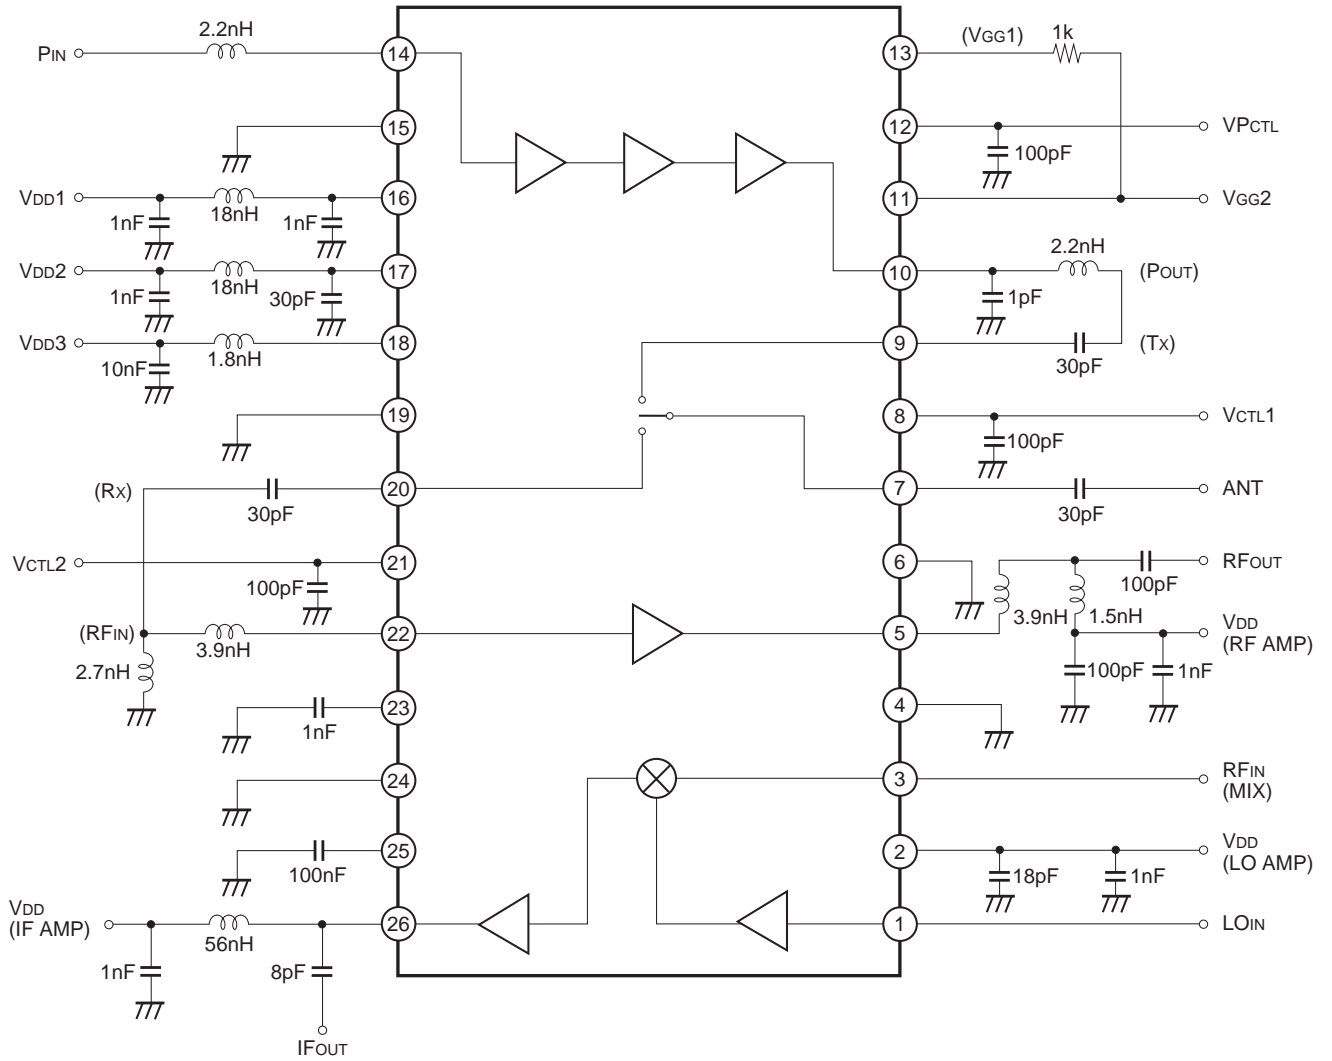 2.2nH
PIN
14
15
VDD1
1nF
18nH
1nF
16
VDD2
1nF
18nH
30pF
17
VDD3
10nF
1.8nH
18
19
(RX)
30pF
20
VCTL2
100pF
21
(RFIN)
3.9nH
22
2.7nH
1nF
23
24
100nF
25
VDD
(IF AMP)
56nH
26
1nF
8pF
IFOUT
13
(VGG1)
1k
12
VPCTL
100pF
11
VGG2
2.2nH
10
(POUT)
1pF
9
(TX)
30pF
8
VCTL1
100pF
7
ANT
30pF
6
RFOUT
100pF
3.9nH
1.5nH
5
VDD
(RF AMP)
100pF
1nF
4
3
RFIN
(MIX)
2
VDD
(LO AMP)
18pF
1nF
1
LOIN